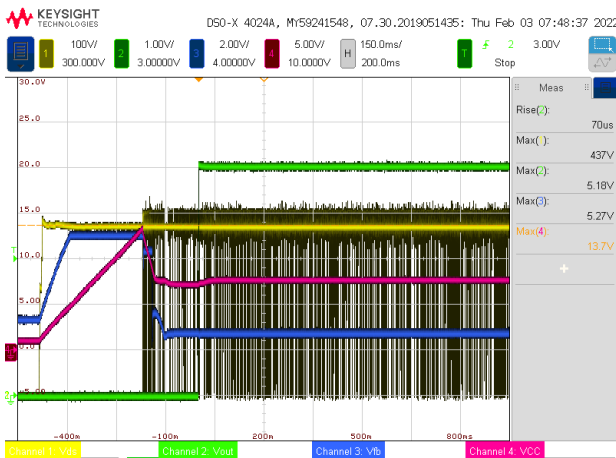 KEYSIGHT
TECHNOLOGIES
DSO-X 4024A, MY59241548, 07.30.2019051435: Thu Feb 03 07:48:37 2022
1 100V/ 300.000V
2 1.00V/ 3.00000V
3 2.00V/ 4.00000V
4 5.00V/ 10.0000V
H 150.0ms/ 200.0ms
T 2 3.00V
Stop
30.0V
25.0
20.0
15.0
10.0
5.00
0.0
-5.00
-400m -100m 200m 500m 800ms
Meas
Rise(2):
70us
Max(1):
437V
Max(2):
5.18V
Max(3):
5.27V
Max(4):
13.7V
Channel 1: Vds Channel 2: Vout Channel 3: Vfb Channel 4: VCC